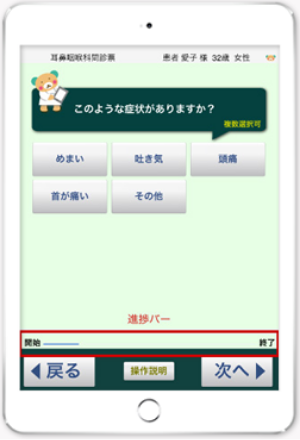 耳鼻咽喉科問診票 患者 愛子 様 32歳 女性
このような症状がありますか？
複数選択可
めまい 吐き気 頭痛
首が痛い その他
進捗バー
開始 終了
戻る 操作説明 次へ